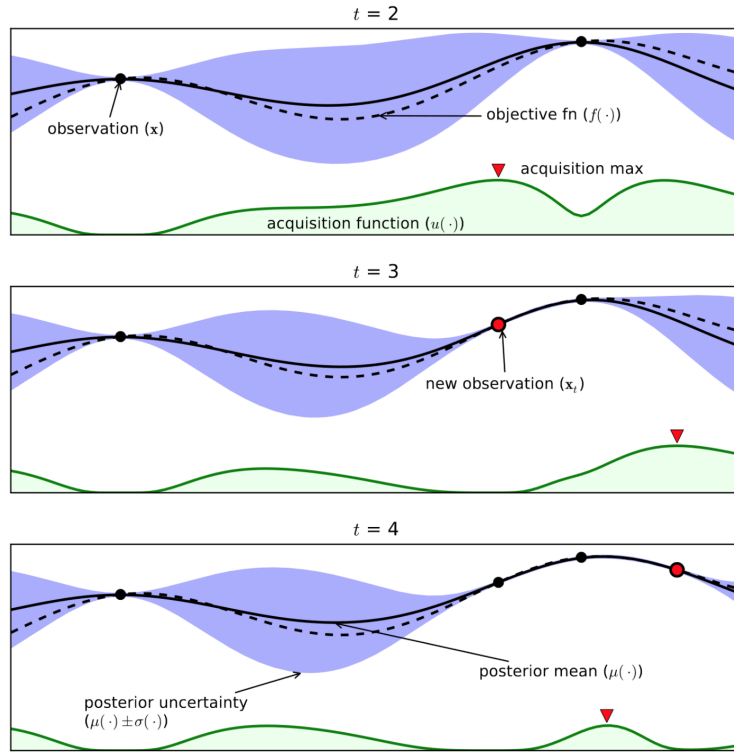 t = 2
observation (x)
objective fn (f(·))
acquisition max
acquisition function (u(·))
t = 3
new observation (xₜ)
t = 4
posterior mean (μ(·))
posterior uncertainty
(μ(·)±σ(·))